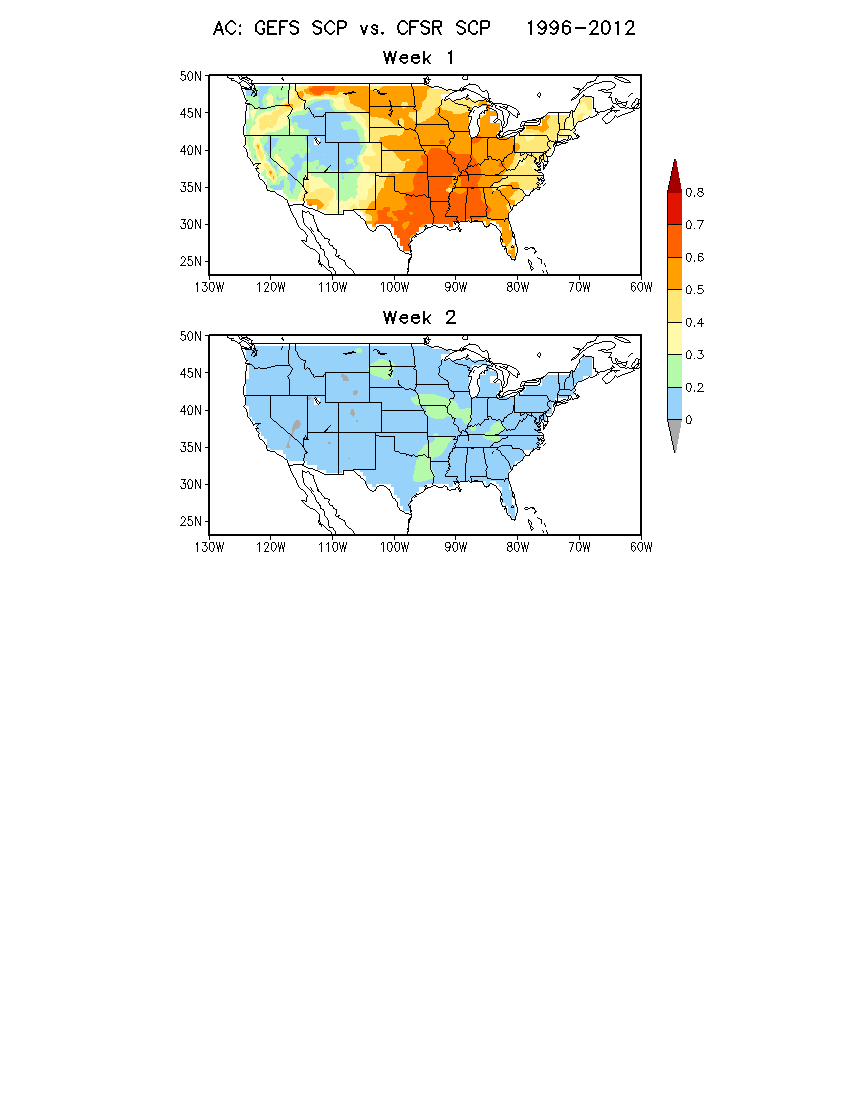 AC: GEFS SCP vs. CFSR SCP 1996-2012
Week 1
50N
45N
40N
35N
30N
25N
130W 120W 110W 100W 90W 80W 70W 60W
Week 2
50N
45N
40N
35N
30N
25N
130W 120W 110W 100W 90W 80W 70W 60W
0.8
0.7
0.6
0.5
0.4
0.3
0.2
0